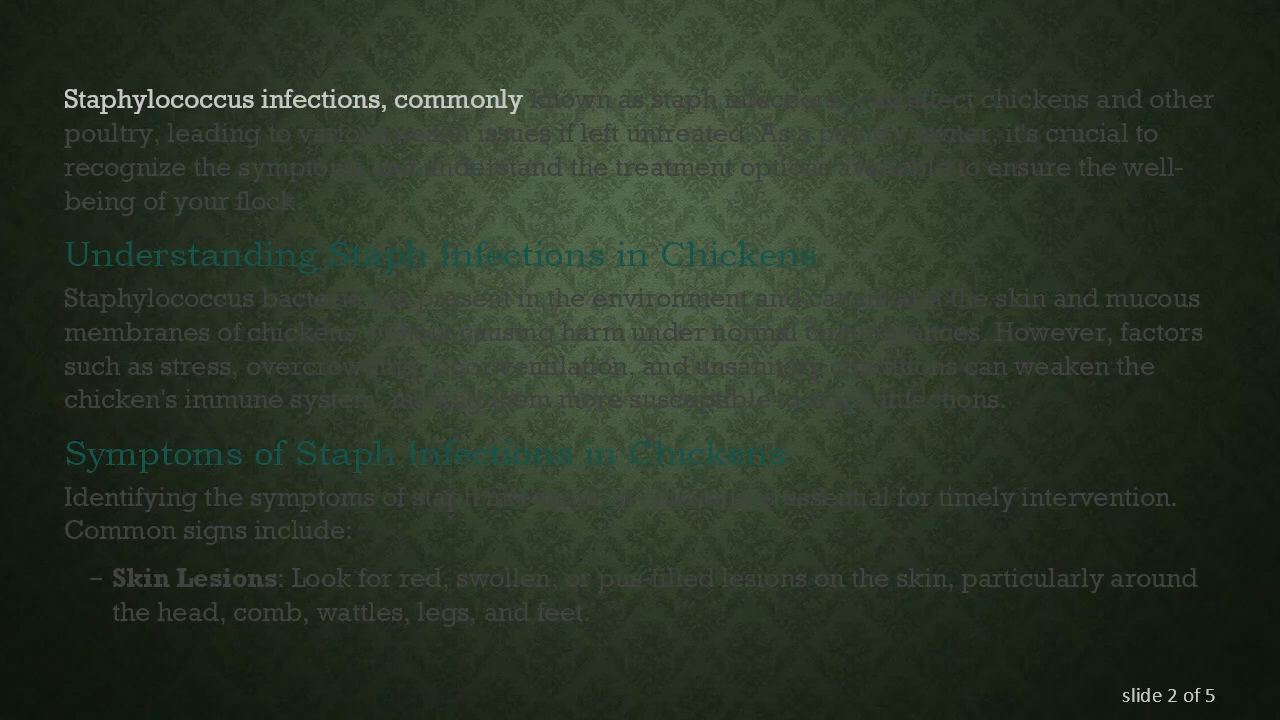 Staphylococcus infections, commonly known as staph infections, can affect chickens and other
poultry, leading to various health issues if left untreated. As a poultry owner, it's crucial to
recognize the symptoms and understand the treatment options available to ensure the well-
being of your flock.
Understanding Staph Infections in Chickens
Staphylococcus bacteria are present in the environment and can inhabit the skin and mucous
membranes of chickens without causing harm under normal circumstances. However, factors
such as stress, overcrowding, poor ventilation, and unsanitary conditions can weaken the
chicken's immune system, making them more susceptible to staph infections.
Symptoms of Staph Infections in Chickens
Identifying the symptoms of staph infections in chickens is essential for timely intervention.
Common signs include:
– Skin Lesions: Look for red, swollen, or pus-filled lesions on the skin, particularly around
the head, comb, wattles, legs, and feet.
slide 2 of 5